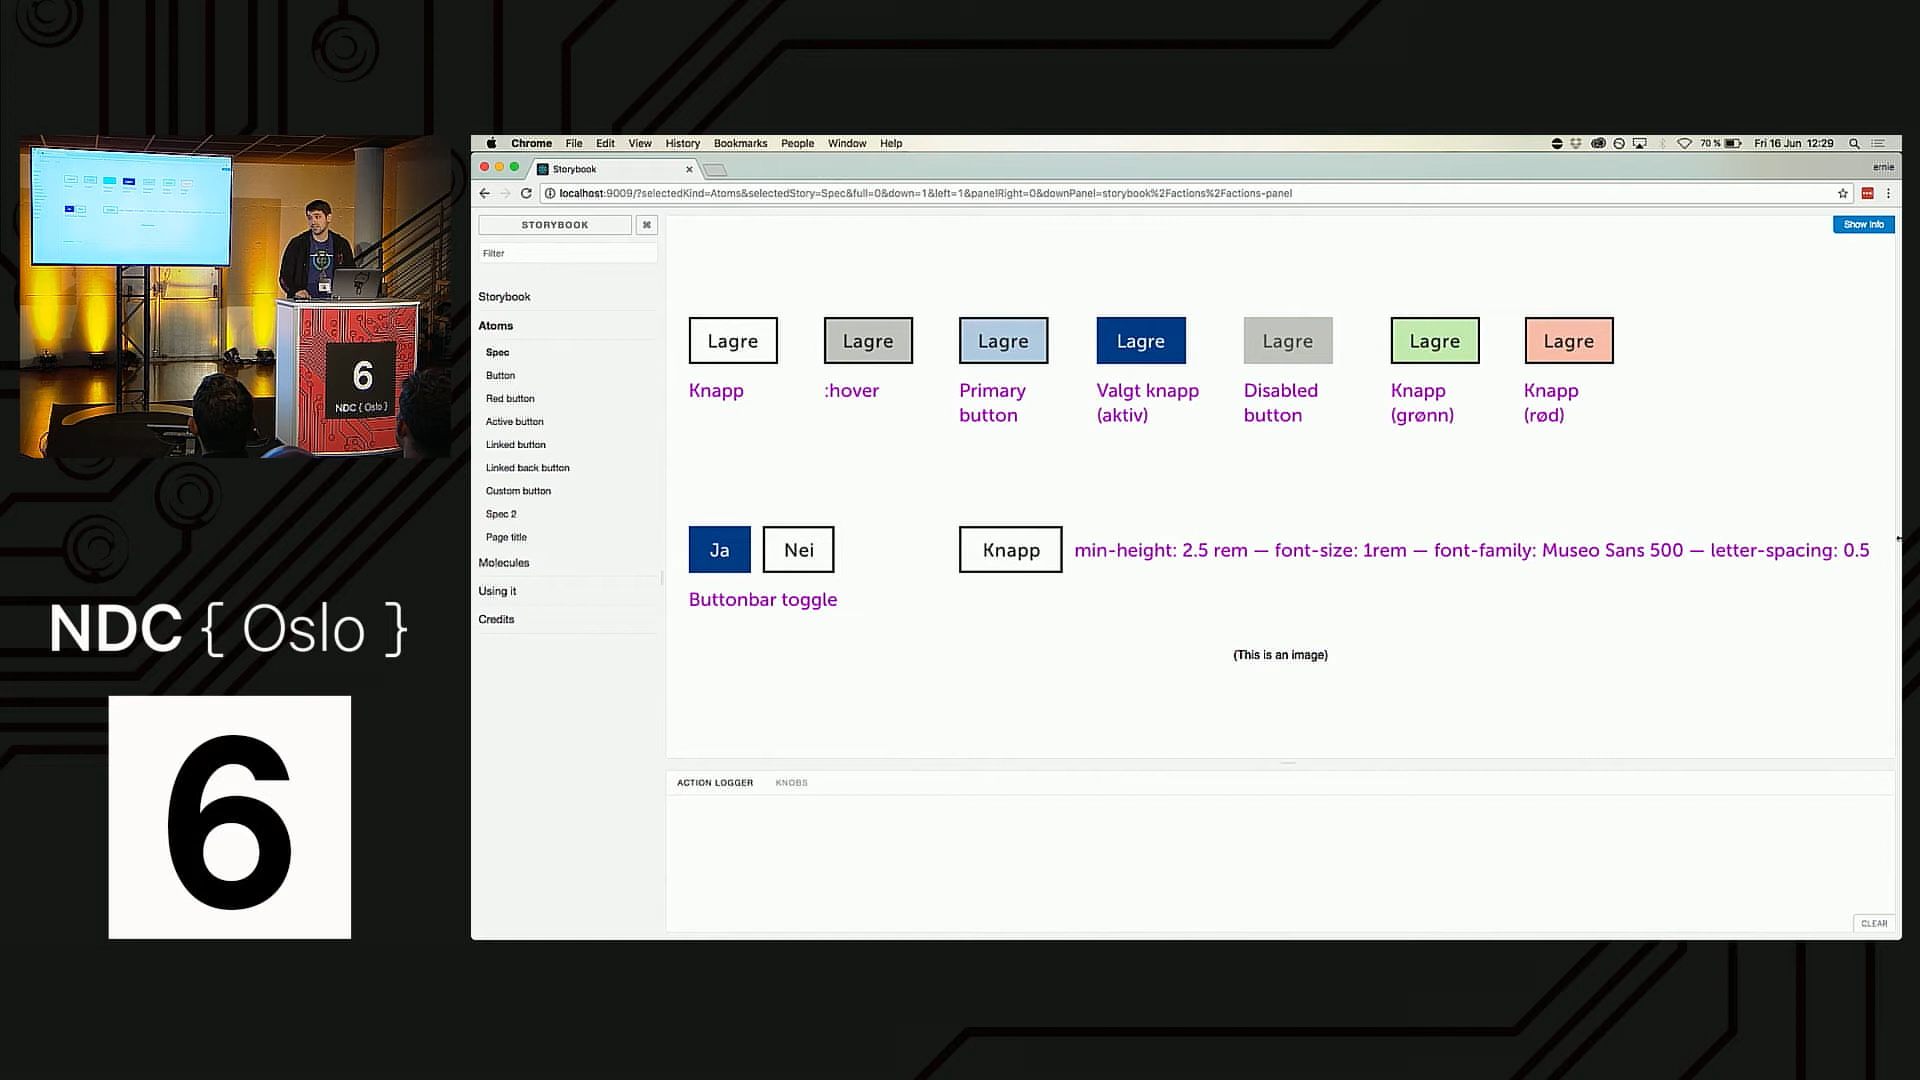 Chrome File Edit View History Bookmarks People Window Help
70 % Fri 16 Jun 12:29
Storybook
ernie
localhost:9009/?selectedKind=Atoms&selectedStory=Spec&full=0&down=1&left=1&panelRight=0&downPanel=storybook%2Factions%2Factions-panel
STORYBOOK ⌘
Show Info
Filter
Storybook
Atoms
Spec
Button
Red button
Active button
Linked button
Linked back button
Custom button
Spec 2
Page title
Molecules
Using it
Credits
Lagre Lagre Lagre Lagre Lagre Lagre Lagre
Knapp :hover Primary Valgt knapp Disabled Knapp Knapp
button (aktiv) button (grønn) (rød)
Ja Nei Knapp min-height: 2.5 rem — font-size: 1rem — font-family: Museo Sans 500 — letter-spacing: 0.5
Buttonbar toggle
(This is an image)
ACTION LOGGER KNOBS
CLEAR
6
NDC { Oslo }
NDC { Oslo }
6